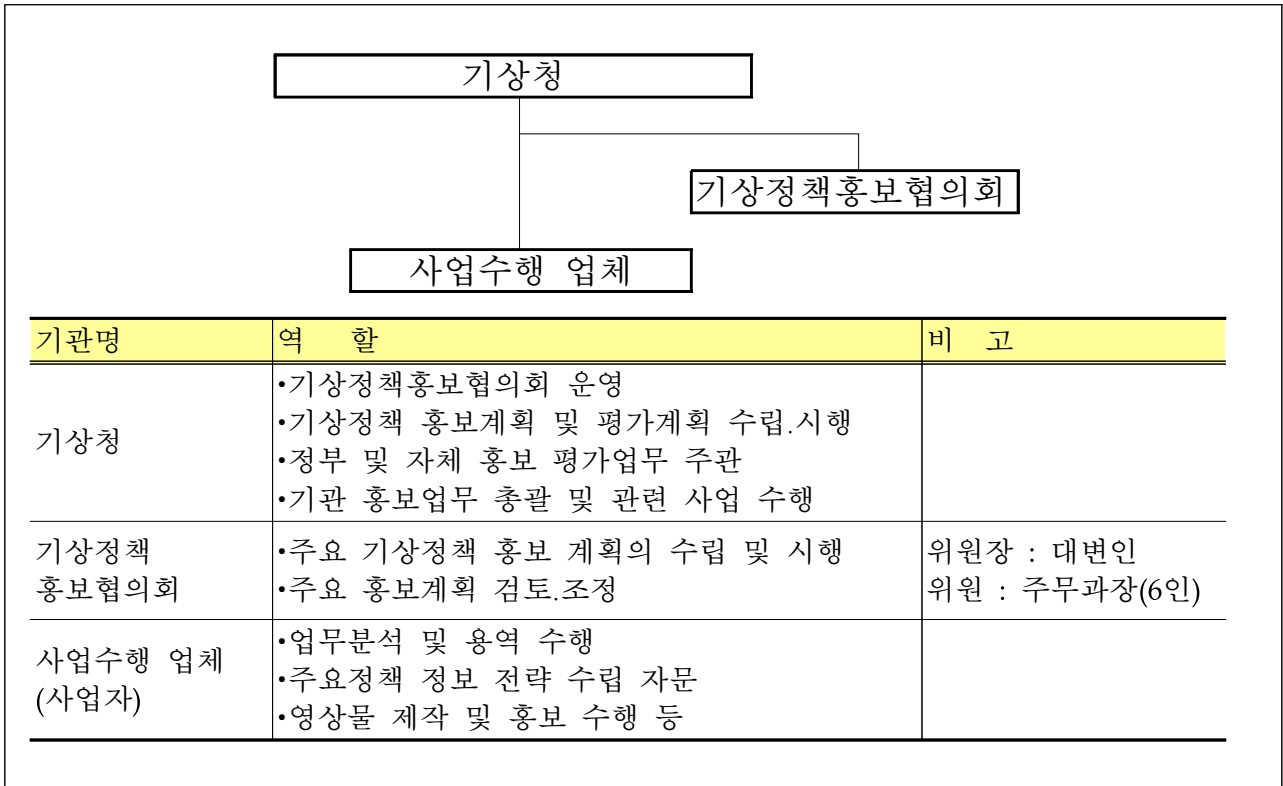 기상청
기상정책홍보협의회
사업수행 업체
기관명 역 할 비 고
기상청
•기상정책홍보협의회 운영
•기상정책 홍보계획 및 평가계획 수립.시행
•정부 및 자체 홍보 평가업무 주관
•기관 홍보업무 총괄 및 관련 사업 수행
기상정책
홍보협의회
•주요 기상정책 홍보 계획의 수립 및 시행
•주요 홍보계획 검토.조정
위원장 : 대변인
위원 : 주무과장(6인)
사업수행 업체
(사업자)
•업무분석 및 용역 수행
•주요정책 정보 전략 수립 자문
•영상물 제작 및 홍보 수행 등